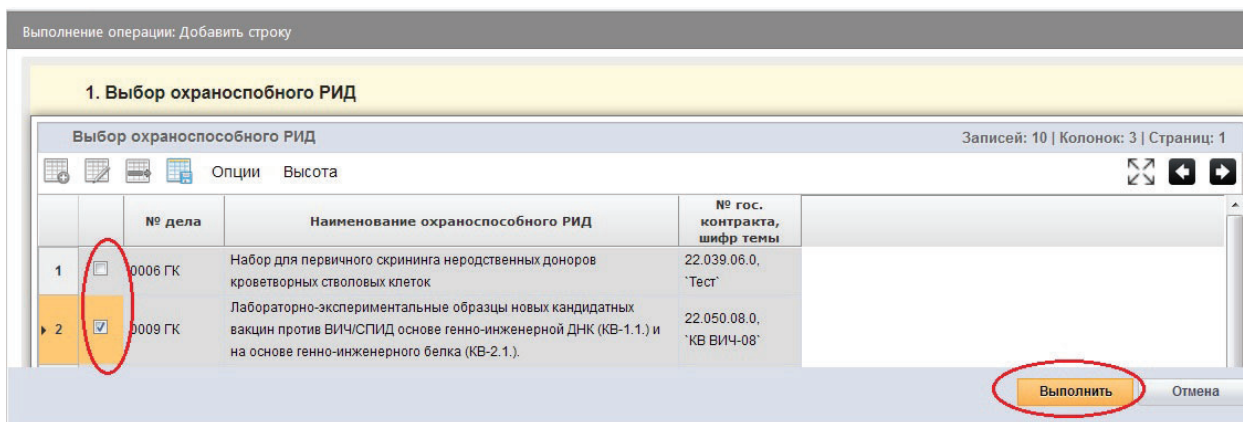 Выполнение операции: Добавить строку
1. Выбор охраноспобного РИД
Выбор охраноспособного РИД
Записей: 10 | Колонок: 3 | Страниц: 1
Опции Высота
№ дела
Наименование охраноспособного РИД
№ гос.
контракта,
шифр темы
1
0006 ГК
Набор для первичного скрининга неродственных доноров
кроветворных стволовых клеток
22.039.06.0,
`Тест`
2
0009 ГК
Лабораторно-экспериментальные образцы новых кандидатных
вакцин против ВИЧ/СПИД основе генно-инженерной ДНК (КВ-1.1.) и
на основе генно-инженерного белка (КВ-2.1.).
22.050.08.0,
`КВ ВИЧ-08`
Выполнить
Отмена